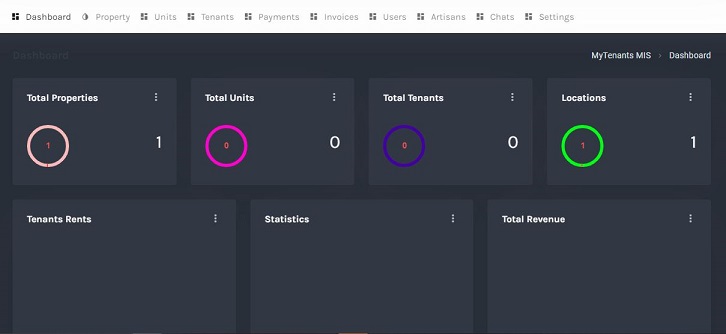 Dashboard Property Units Tenants Payments Invoices Users Artisans Chats Settings
Dashboard
MyTenants MIS › Dashboard
Total Properties
1
1
Total Units
0
0
Total Tenants
0
0
Locations
1
1
Tenants Rents
Statistics
Total Revenue